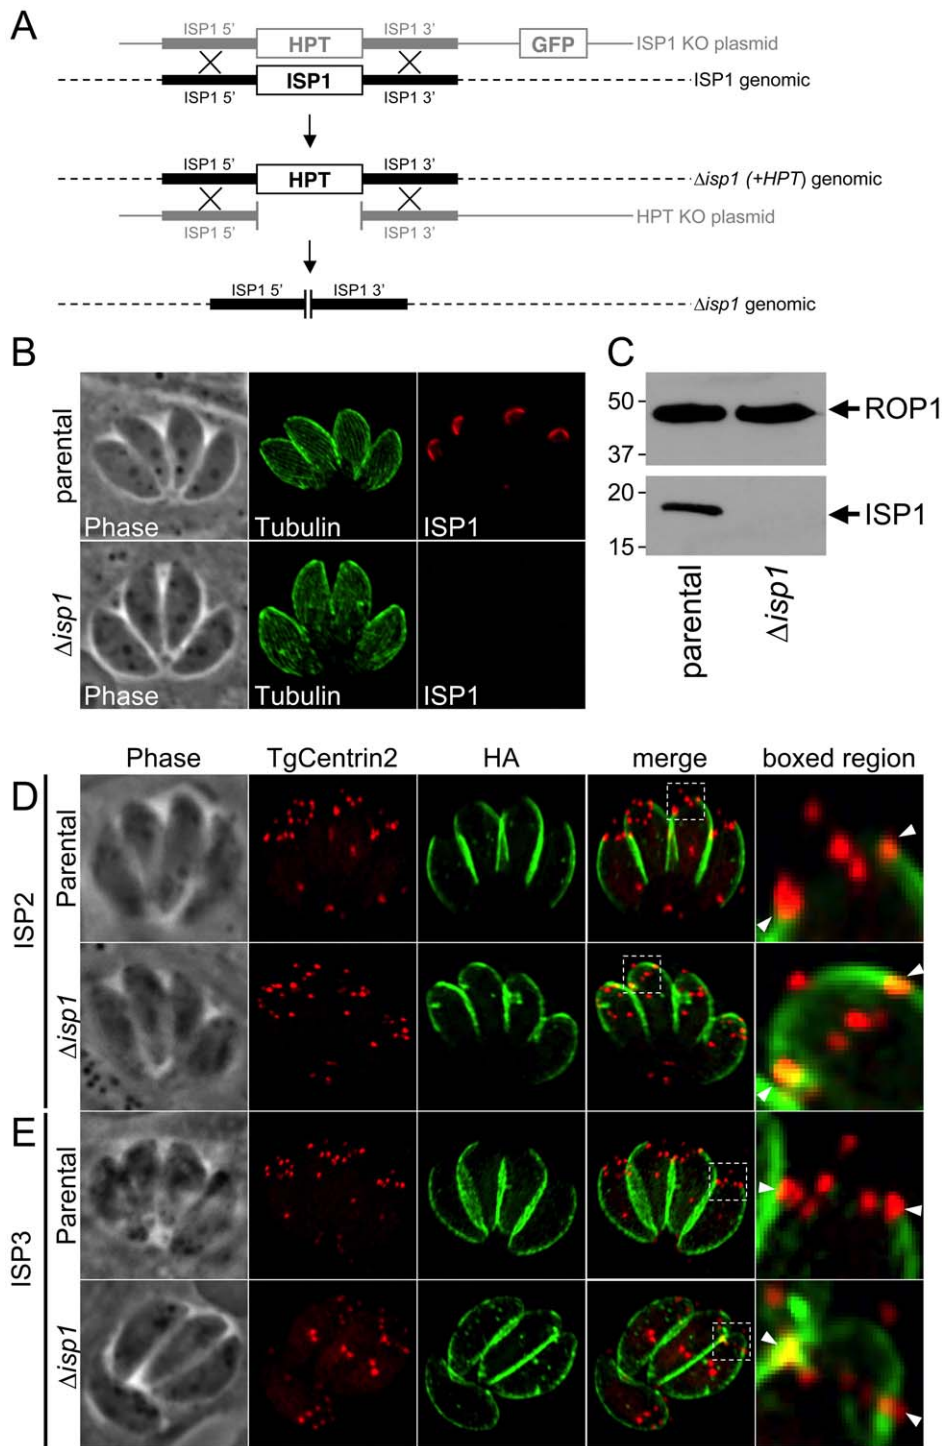 A
ISP1 5’ HPT ISP1 3’ GFP ISP1 KO plasmid
ISP1 ISP1 genomic
ISP1 5’ ISP1 3’
ISP1 5’ ISP1 3’
HPT Δisp1 (+HPT) genomic
HPT KO plasmid
ISP1 5’ ISP1 3’
ISP1 5’ ISP1 3’
Δisp1 genomic
B
parental
Phase Tubulin ISP1
Δisp1
Phase Tubulin ISP1
C
50 ROP1
37
20 ISP1
15
parental Δisp1
Phase TgCentrin2 HA merge boxed region
D
ISP2
Parental
Δisp1
E
ISP3
Parental
Δisp1